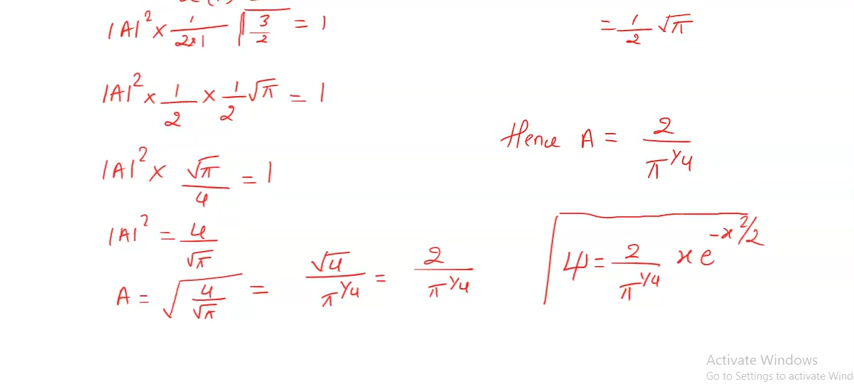 |A|² × 1/(2×1) √(3/2) = 1
= 1/2 √π
|A|² × 1/2 × 1/2 √π = 1
Hence A = 2/π^1/4
|A|² × √π/4 = 1
|A|² = 4/√π
A = √(4/√π) = √4/π^1/4 = 2/π^1/4
ψ = 2/π^1/4 x e^-x²/2
Activate Windows
Go to Settings to activate Wind